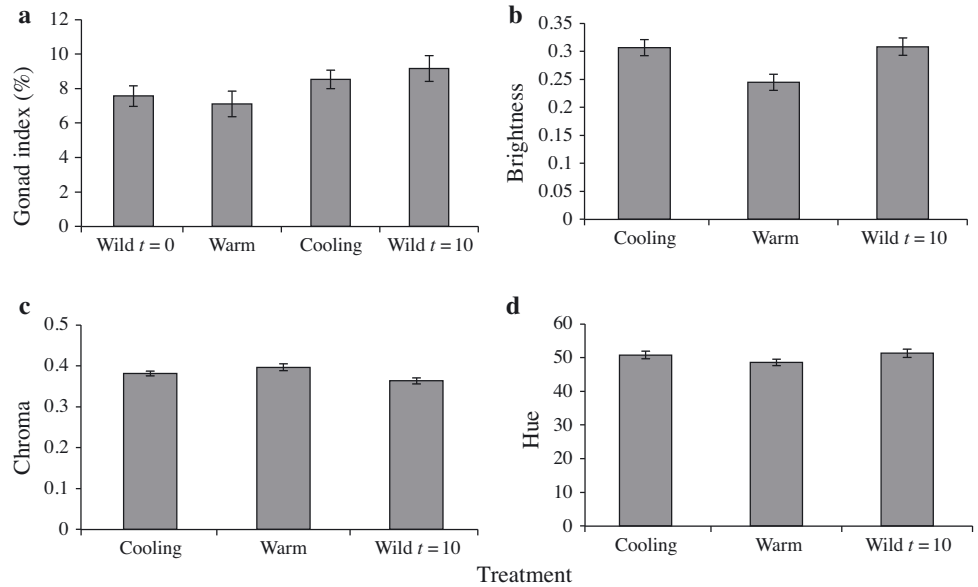 a
12
10
8
6
4
2
0
Gonad index (%)
Wild t = 0 Warm Cooling Wild t = 10
b
0.35
0.3
0.25
0.2
0.15
0.1
0.05
0
Brightness
Cooling Warm Wild t = 10
c
0.5
0.4
0.3
0.2
0.1
0
Chroma
Cooling Warm Wild t = 10
d
60
50
40
30
20
10
0
Hue
Cooling Warm Wild t = 10
Treatment